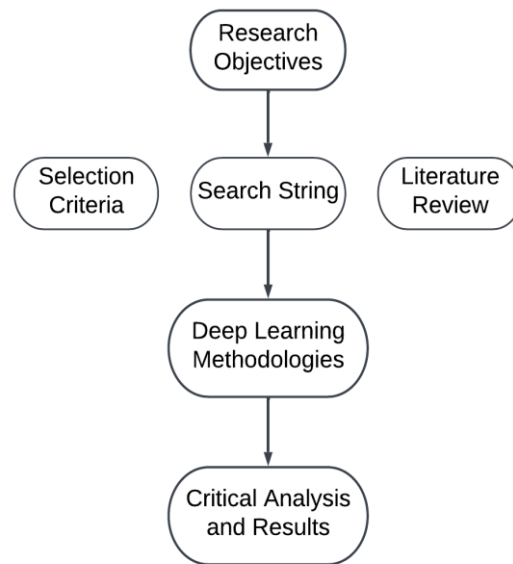 Research
Objectives
Selection
Criteria
Search String
Literature
Review
Deep Learning
Methodologies
Critical Analysis
and Results